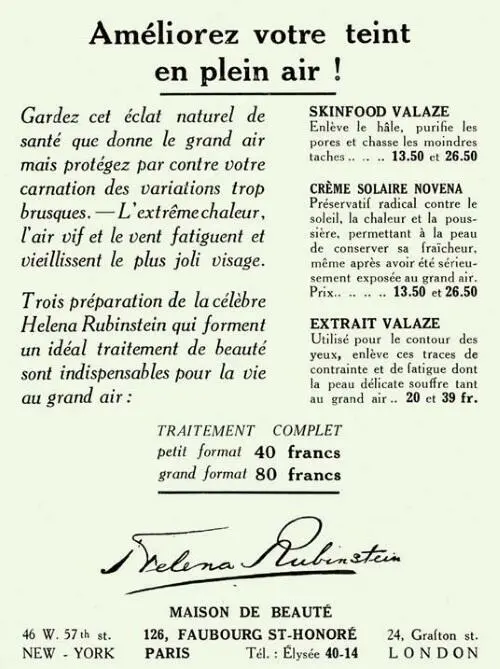 Améliorez votre teint
en plein air !
Gardez cet éclat naturel de
santé que donne le grand air
mais protégez par contre votre
carnation des variations trop
brusques. — L'extrême chaleur,
l'air vif et le vent fatiguent et
vieillissent le plus joli visage.
Trois préparation de la célèbre
Helena Rubinstein qui forment
un idéal traitement de beauté
sont indispensables pour la vie
au grand air :
SKINFOOD VALAZE
Enlève le hâle, purifie les
pores et chasse les moindres
taches .. .. .. 13.50 et 26.50
CRÈME SOLAIRE NOVENA
Préservatif radical contre le
soleil, la chaleur et la pous-
sière, permettant à la peau
de conserver sa fraîcheur,
même après avoir été sérieu-
sement exposée au grand air.
Prix.. .. .. .. 13.50 et 26.50
EXTRAIT VALAZE
Utilisé pour le contour des
yeux, enlève ces traces de
contrainte et de fatigue dont
la peau délicate souffre tant
au grand air .. 20 et 39 fr.
TRAITEMENT COMPLET
petit format 40 francs
grand format 80 francs
Helena Rubinstein
MAISON DE BEAUTÉ
46 W. 57th st. 126, FAUBOURG ST-HONORÉ 24, Grafton st.
NEW - YORK PARIS Tél. : Élysée 40-14 LONDON